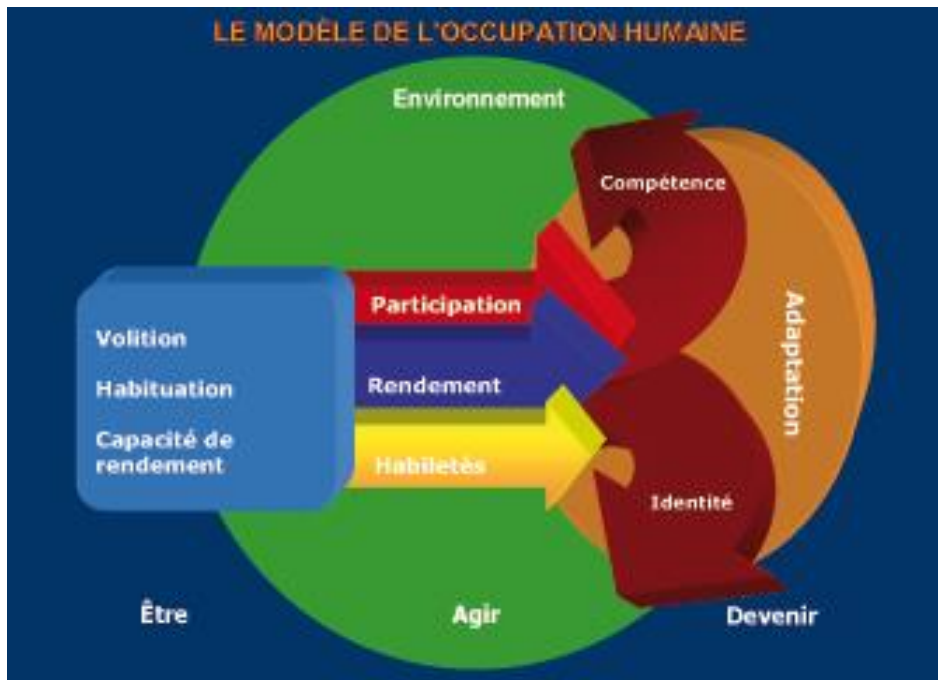 LE MODÈLE DE L'OCCUPATION HUMAINE
Environnement
Compétence
Participation
Volition
Adaptation
Rendement
Habituation
Capacité de
rendement
Habiletés
Identité
Être
Agir
Devenir